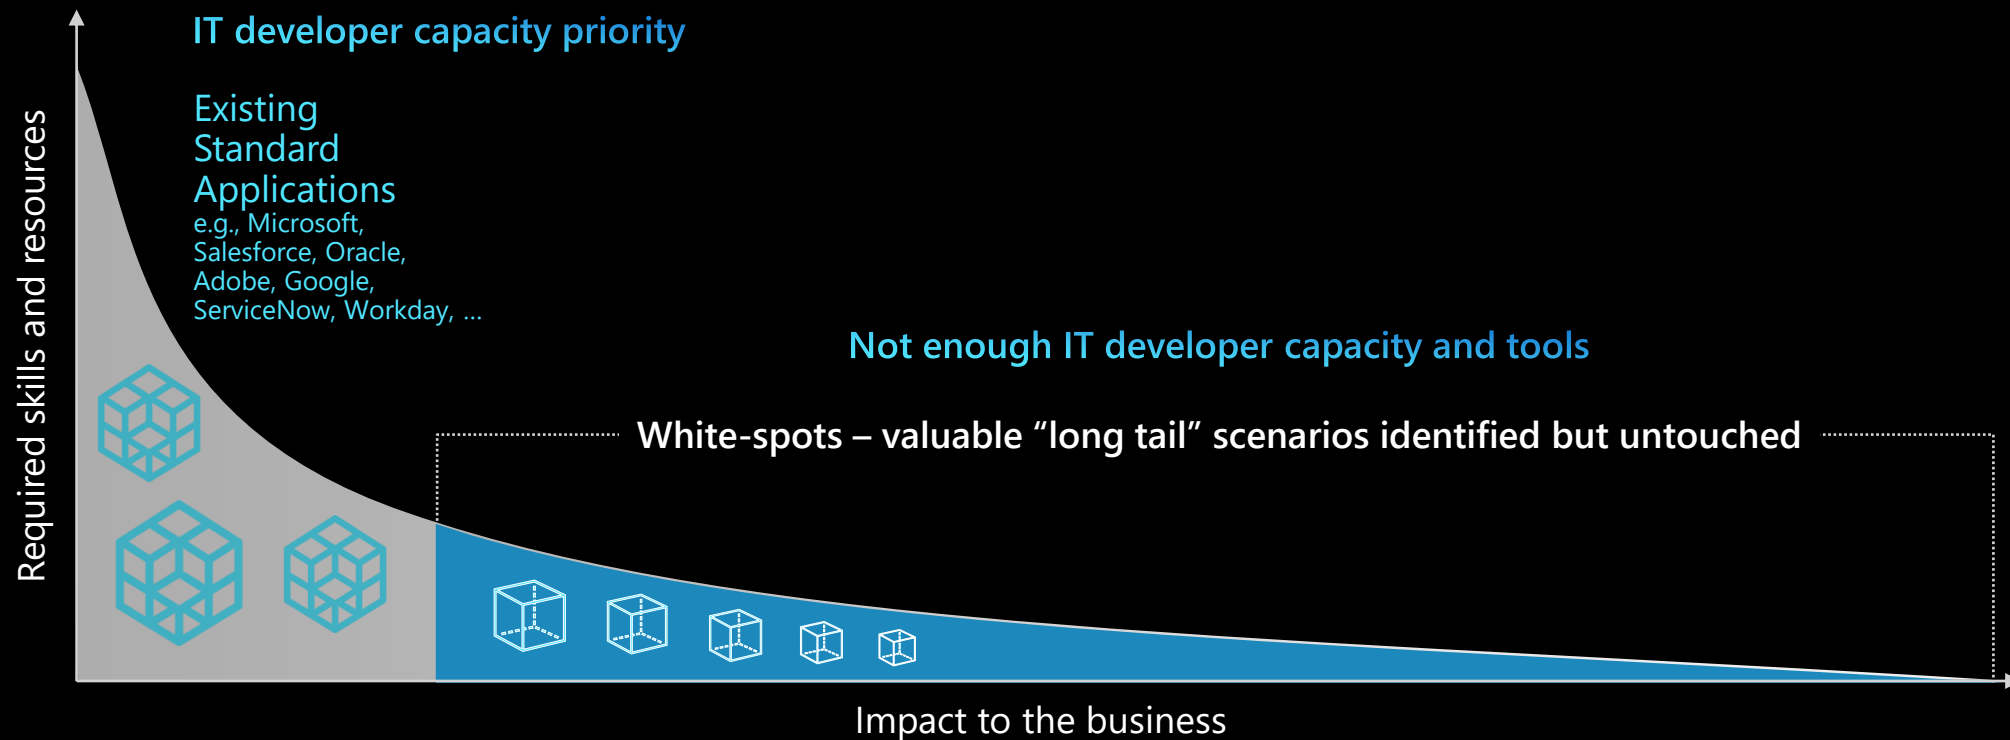 IT developer capacity priority
Existing
Standard
Applications
e.g., Microsoft,
Salesforce, Oracle,
Adobe, Google,
ServiceNow, Workday, ...
Required skills and resources
Not enough IT developer capacity and tools
White-spots – valuable “long tail” scenarios identified but untouched
Impact to the business